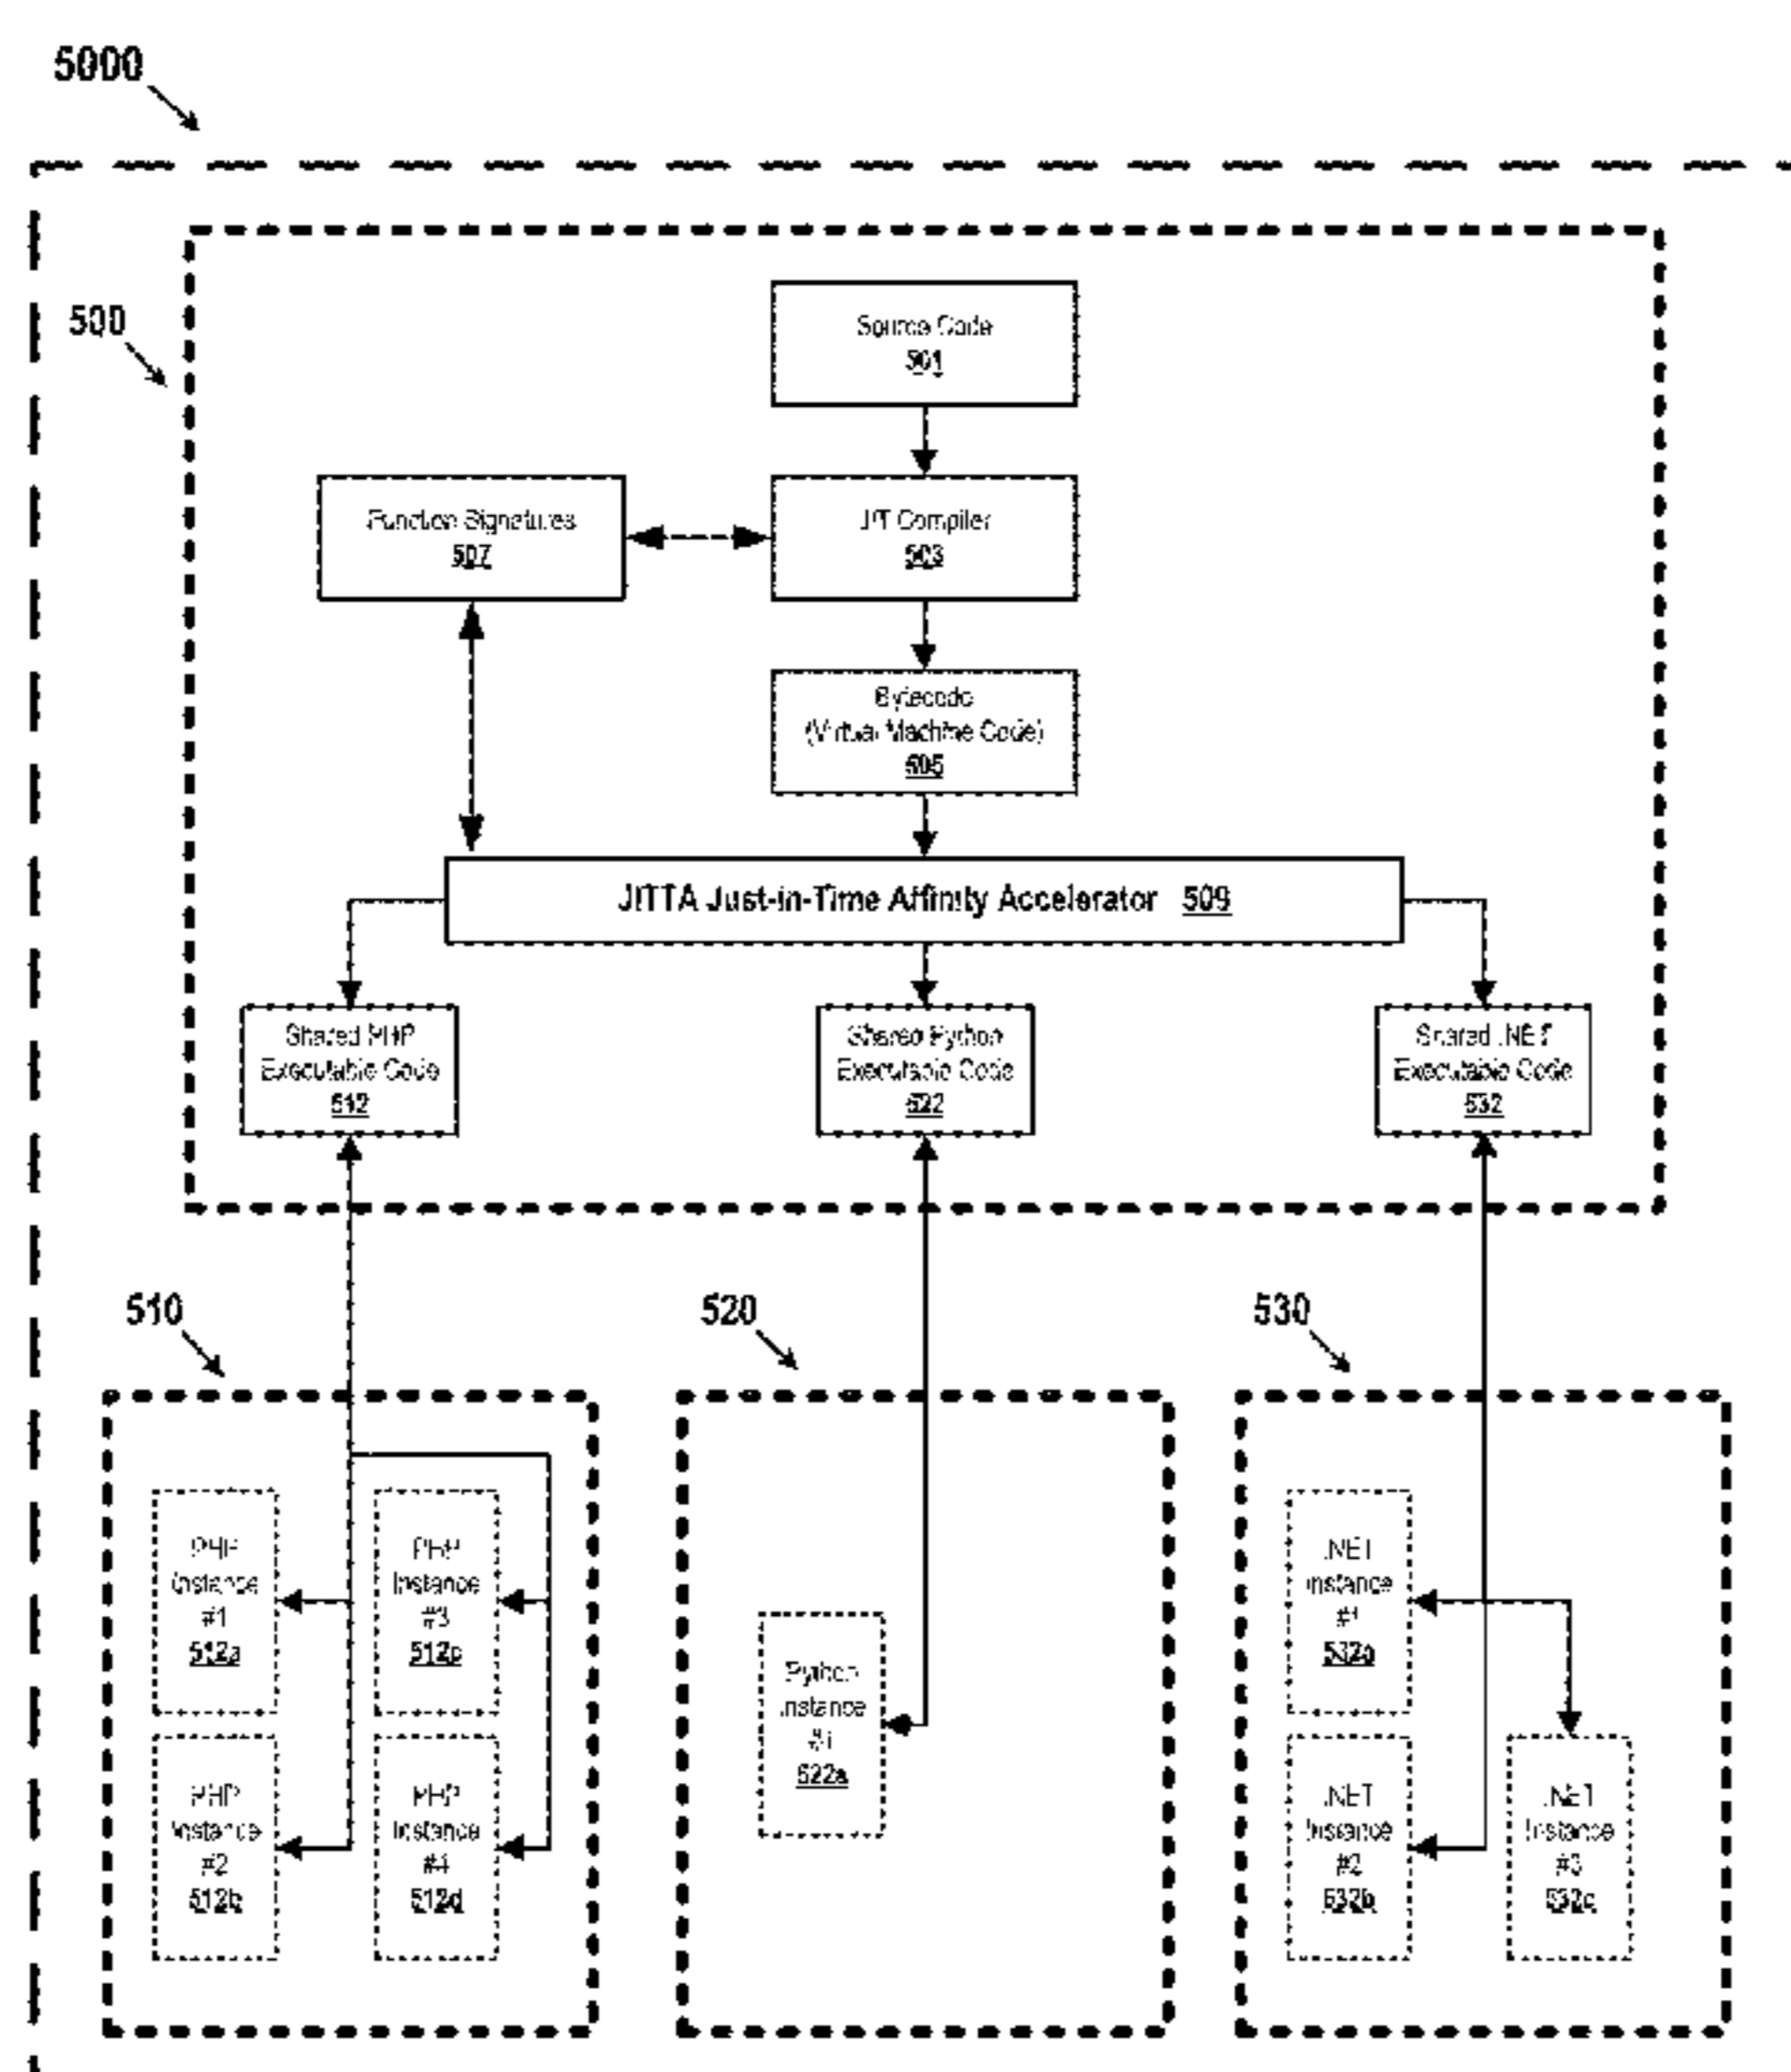 5000
500
Source Code
501
Function Signatures
507
JIT Compiler
503
Bytecode
(Virtual Machine Code)
505
JITTA Just-in-Time Affinity Accelerator 509
Shared PHP
Executable Code
512
Shared Python
Executable Code
522
Shared .NET
Executable Code
532
510
520
530
PHP
Instance
#1
512a
PHP
Instance
#3
512c
PHP
Instance
#2
512b
PHP
Instance
#4
512d
Python
Instance
#1
522a
.NET
Instance
#1
532a
.NET
Instance
#2
532b
.NET
Instance
#3
532c